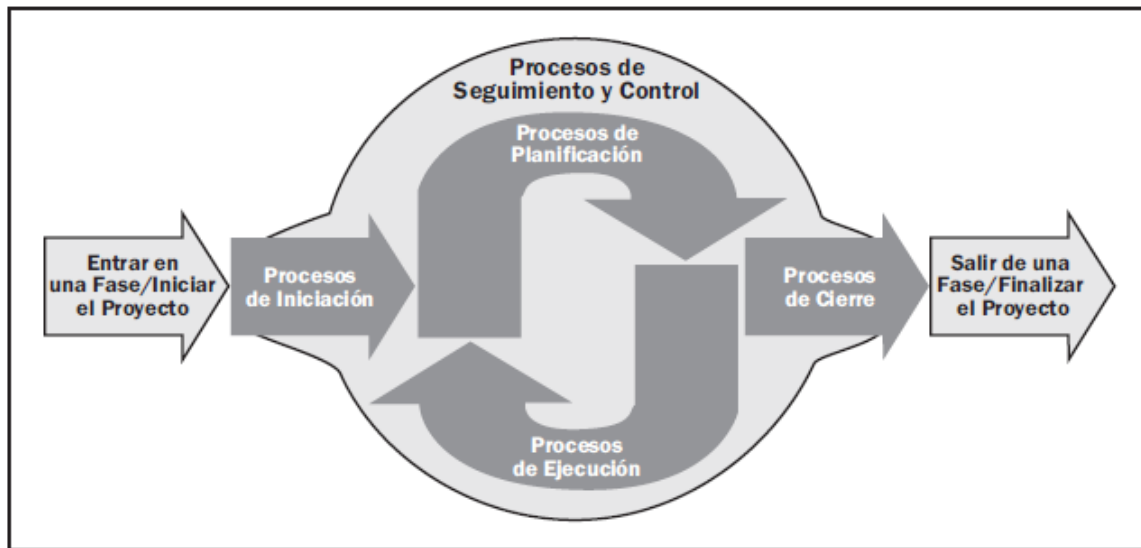 Procesos de
Seguimiento y Control
Procesos de
Planificación
Entrar en
una Fase/Iniciar
el Proyecto
Procesos
de Iniciación
Procesos
de Cierre
Salir de una
Fase/Finalizar
el Proyecto
Procesos
de Ejecución